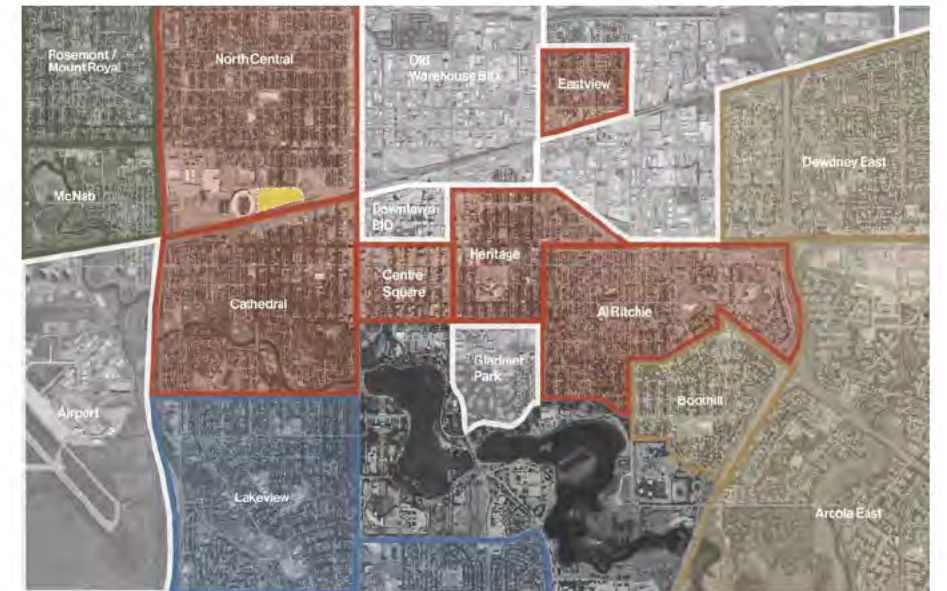 Rosemont /
Mount Royal
North Central
Old
Warehouse BID
Eastview
Dewdney East
McNab
Downtown
BID
Heritage
Centre
Square
Cathedral
Al Ritchie
Gladmer
Park
Boothill
Airport
Lakeview
Arcola East